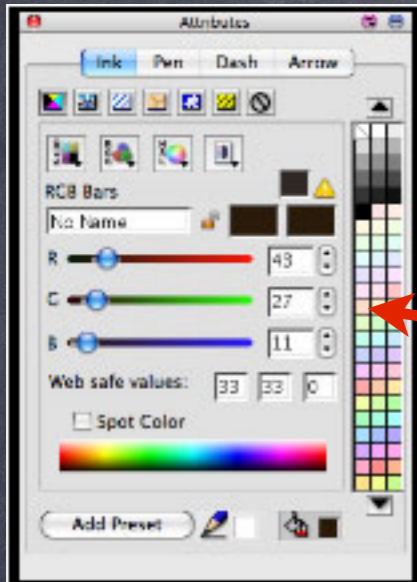 Attributes
Ink Pen Dash Arrow
RGB Bars
No Name
R 43
G 27
B 11
Web safe values: 33 33 0
Spot Color
Add Preset